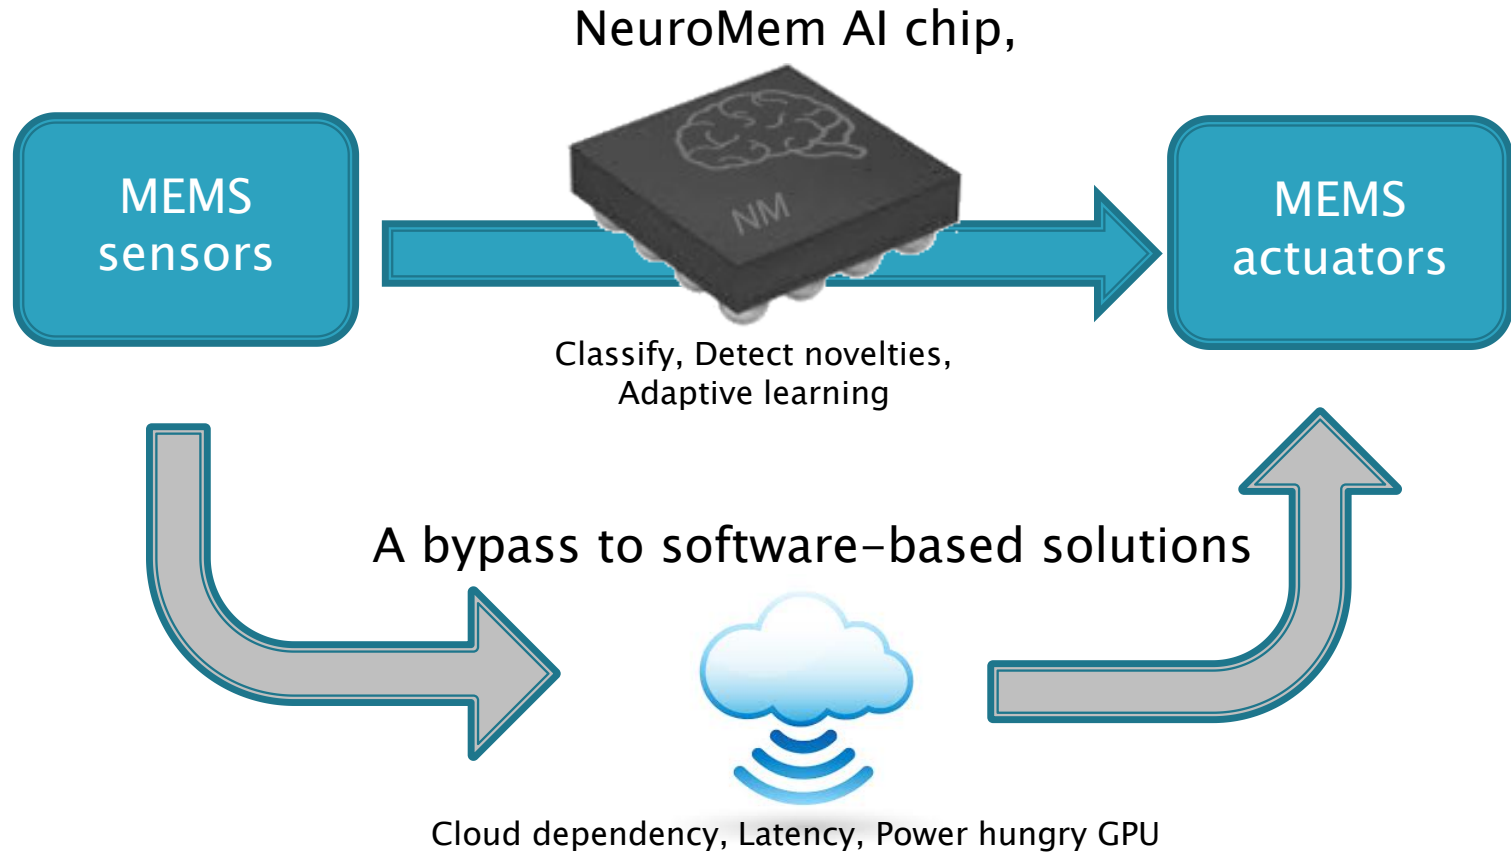 NeuroMem AI chip,
MEMS
sensors
NM
MEMS
actuators
Classify, Detect novelties,
Adaptive learning
A bypass to software-based solutions
Cloud dependency, Latency, Power hungry GPU